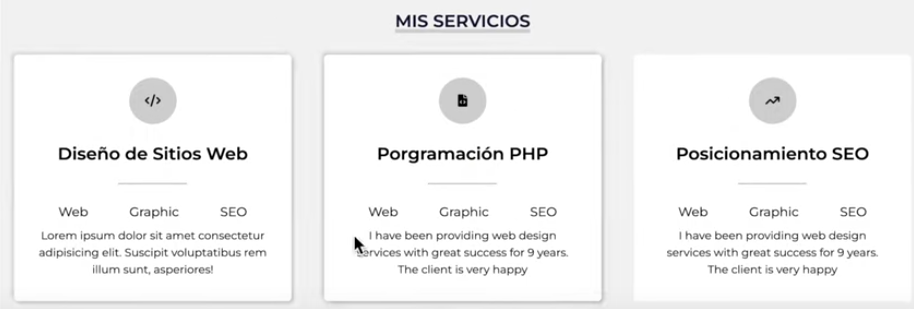 MIS SERVICIOS
Diseño de Sitios Web
Web Graphic SEO
Lorem ipsum dolor sit amet consectetur
adipisicing elit. Suscipit voluptatibus rem
illum sunt, asperiores!
Porgramación PHP
Web Graphic SEO
I have been providing web design
services with great success for 9 years.
The client is very happy
Posicionamiento SEO
Web Graphic SEO
I have been providing web design
services with great success for 9 years.
The client is very happy